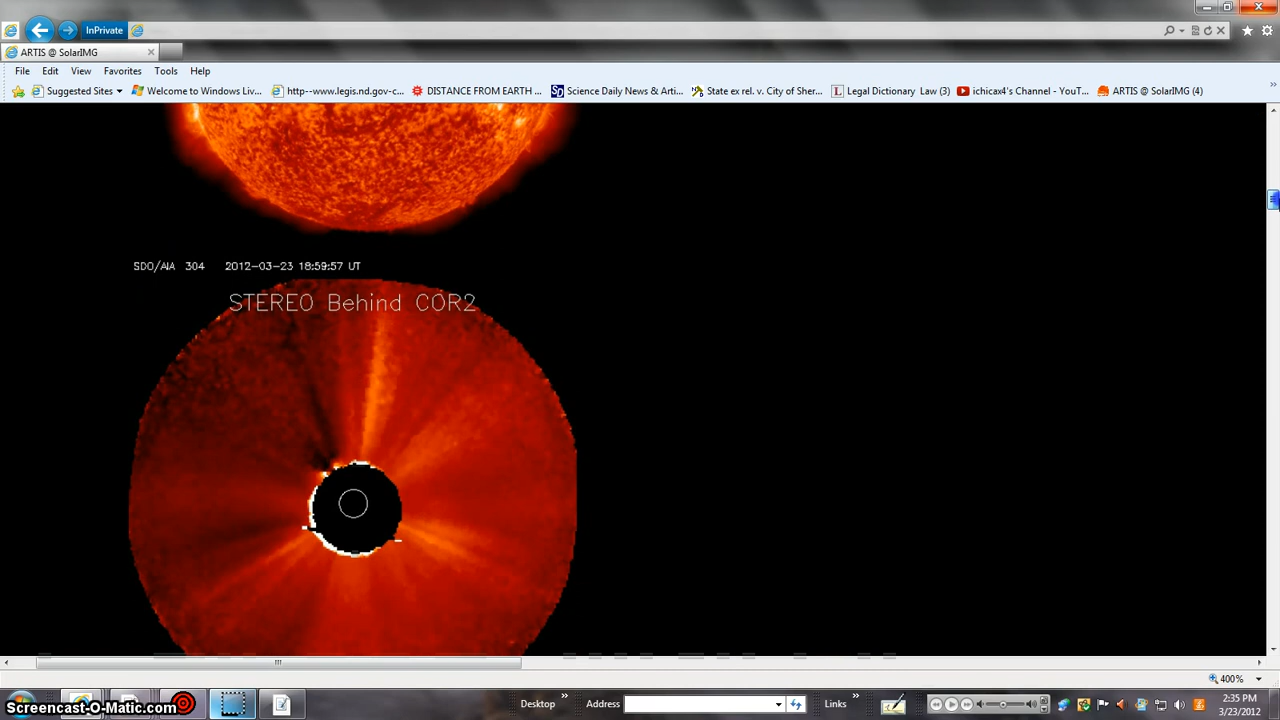 InPrivate
ARTIS @ SolarIMG
File Edit View Favorites Tools Help
Suggested Sites Welcome to Windows Liv... http--www.legis.nd.gov-c... DISTANCE FROM EARTH ... Science Daily News & Arti... State ex rel. v. City of Sher... Legal Dictionary Law (3) ichicax4's Channel - YouT... ARTIS @ SolarIMG (4)
SDO/AIA 304 2012-03-23 18:59:57 UT
STEREO Behind COR2
400%
Desktop Address Links 2:35 PM
Screencast-O-Matic.com 3/23/2012